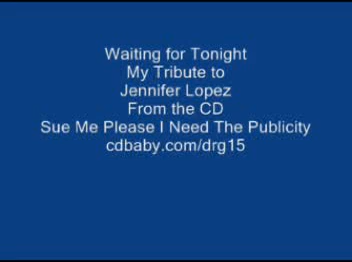 Waiting for Tonight
My Tribute to
Jennifer Lopez
From the CD
Sue Me Please I Need The Publicity
cdbaby.com/drg15